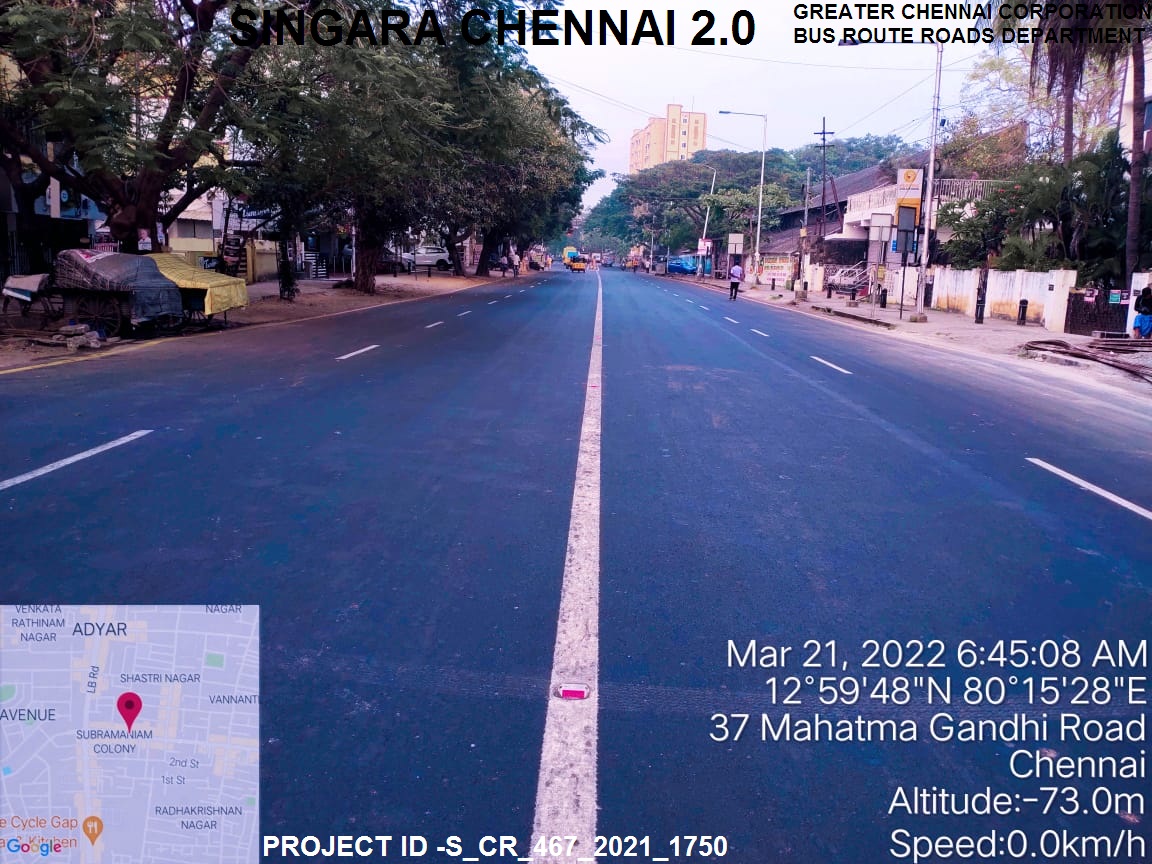 SINGARA CHENNAI 2.0
GREATER CHENNAI CORPORATION
BUS ROUTE ROADS DEPARTMENT
VENKATA
RATHINAM
NAGAR
NAGAR
ADYAR
LB Rd
SHASTRI NAGAR
VANNANTI
AVENUE
SUBRAMANIAM
COLONY
2nd St
1st St
RADHAKRISHNAN
NAGAR
e Cycle Gap
Google
Mar 21, 2022 6:45:08 AM
12°59'48"N 80°15'28"E
37 Mahatma Gandhi Road
Chennai
Altitude:-73.0m
Speed:0.0km/h
PROJECT ID -S_CR_467_2021_1750